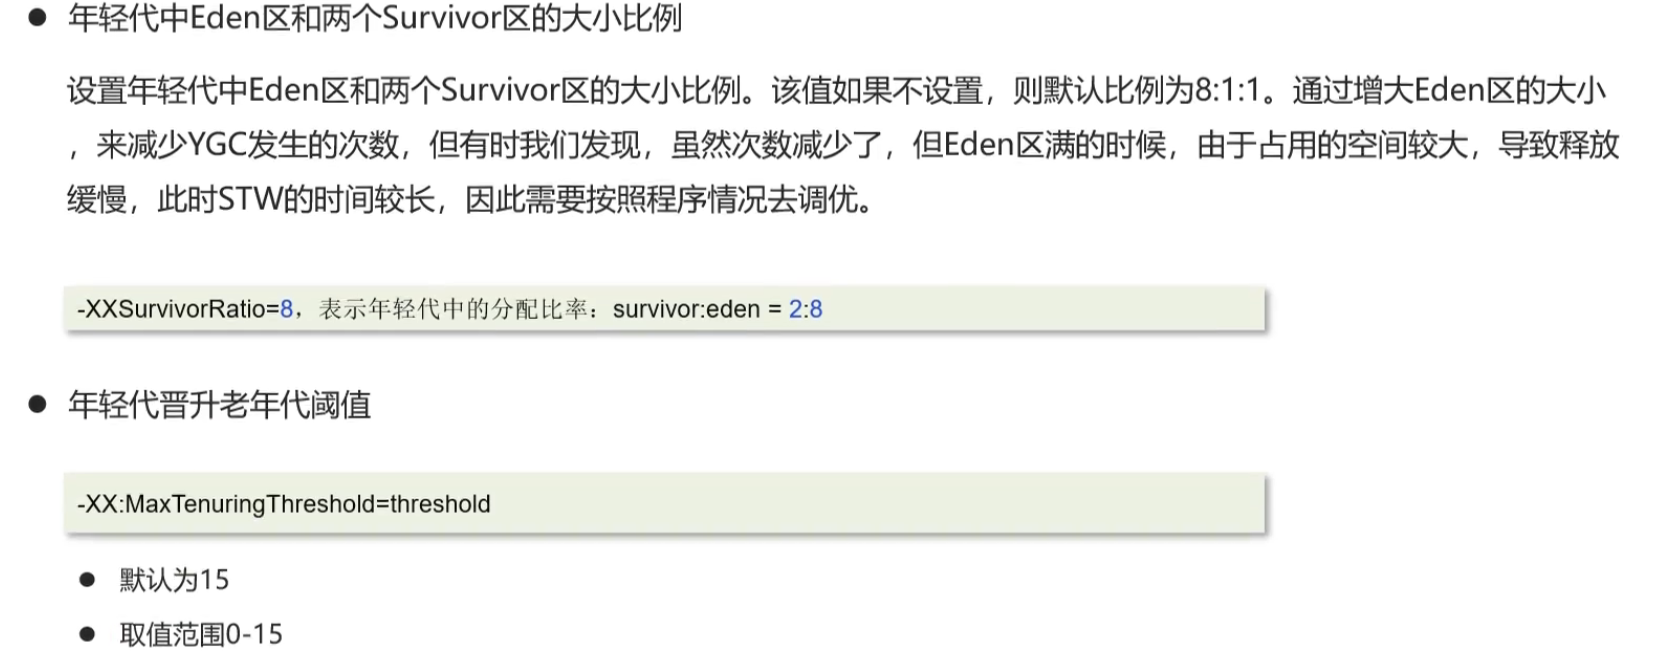 年轻代中Eden区和两个Survivor区的大小比例
设置年轻代中Eden区和两个Survivor区的大小比例。该值如果不设置，则默认比例为8:1:1。通过增大Eden区的大小
，来减少YGC发生的次数，但有时我们发现，虽然次数减少了，但Eden区满的时候，由于占用的空间较大，导致释放
缓慢，此时STW的时间较长，因此需要按照程序情况去调优。
-XXSurvivorRatio=8，表示年轻代中的分配比率：survivor:eden = 2:8
年轻代晋升老年代阈值
-XX:MaxTenuringThreshold=threshold
默认为15
取值范围0-15